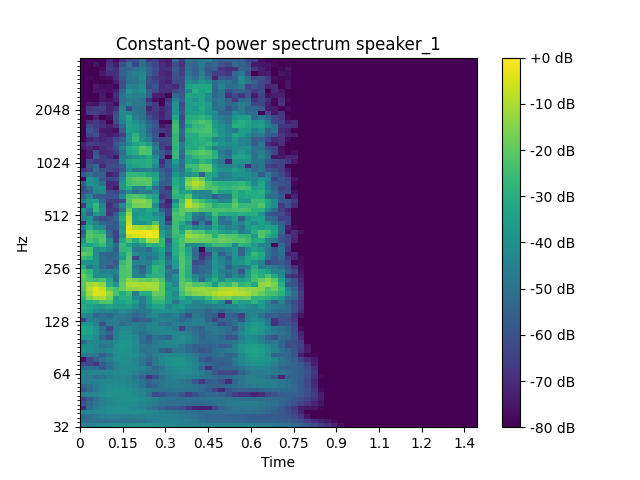 Constant-Q power spectrum speaker_1
Hz
2048
1024
512
256
128
64
32
0 0.15 0.3 0.45 0.6 0.75 0.9 1.1 1.2 1.4
Time
+0 dB
-10 dB
-20 dB
-30 dB
-40 dB
-50 dB
-60 dB
-70 dB
-80 dB